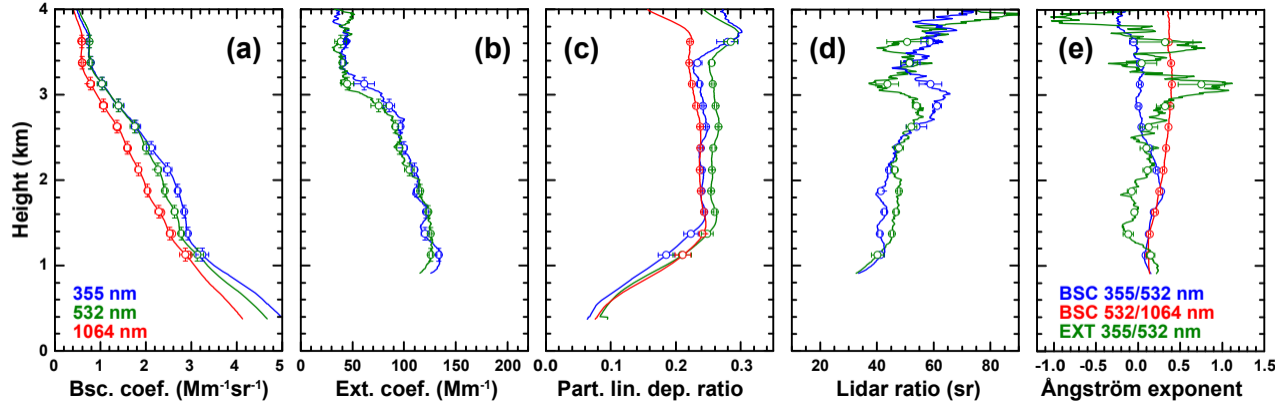 4
3
2
1
0
Height (km)
(a)
355 nm
532 nm
1064 nm
0 1 2 3 4 5
Bsc. coef. (Mm⁻¹sr⁻¹)
(b)
0 50 100 150 200
Ext. coef. (Mm⁻¹)
(c)
0.0 0.1 0.2 0.3
Part. lin. dep. ratio
(d)
20 40 60 80
Lidar ratio (sr)
(e)
BSC 355/532 nm
BSC 532/1064 nm
EXT 355/532 nm
-1.0 -0.5 0.0 0.5 1.0 1.5
Ångström exponent